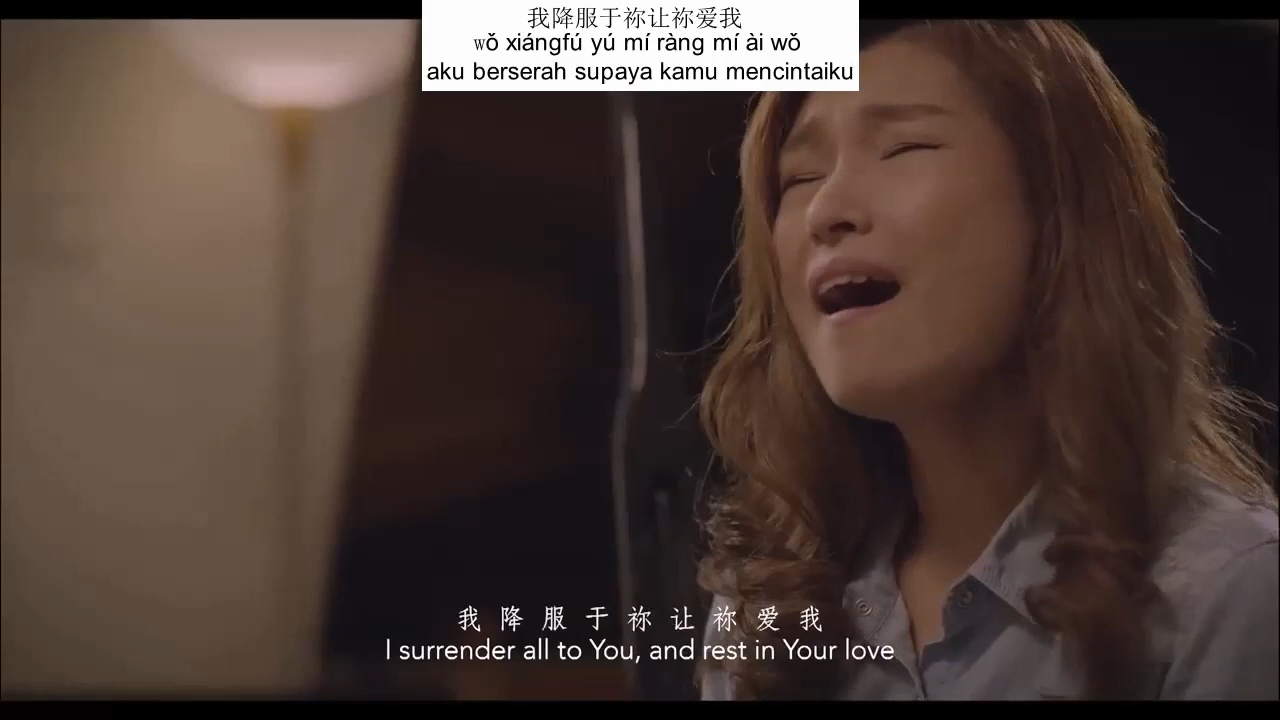 我降服于祢让祢爱我
wǒ xiángfú yú mí ràng mí ài wǒ
aku berserah supaya kamu mencintaiku
我降服于祢让祢爱我
I surrender all to You, and rest in Your love